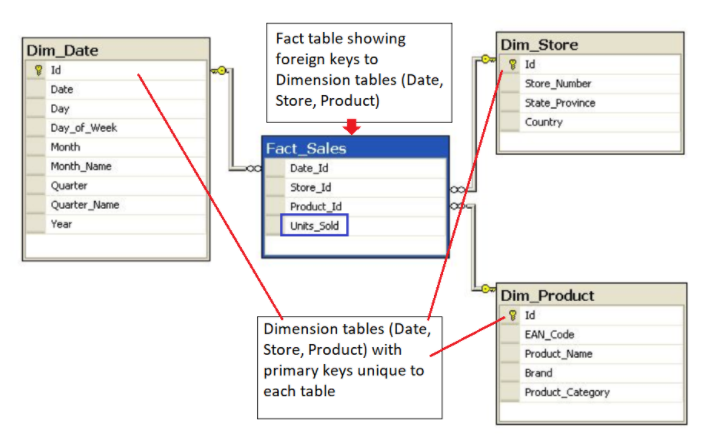 Dim_Date
Id
Date
Day
Day_of_Week
Month
Month_Name
Quarter
Quarter_Name
Year
Fact table showing
foreign keys to
Dimension tables (Date,
Store, Product)
Fact_Sales
Date_Id
Store_Id
Product_Id
Units_Sold
Dim_Store
Id
Store_Number
State_Province
Country
Dimension tables (Date,
Store, Product) with
primary keys unique to
each table
Dim_Product
Id
EAN_Code
Product_Name
Brand
Product_Category